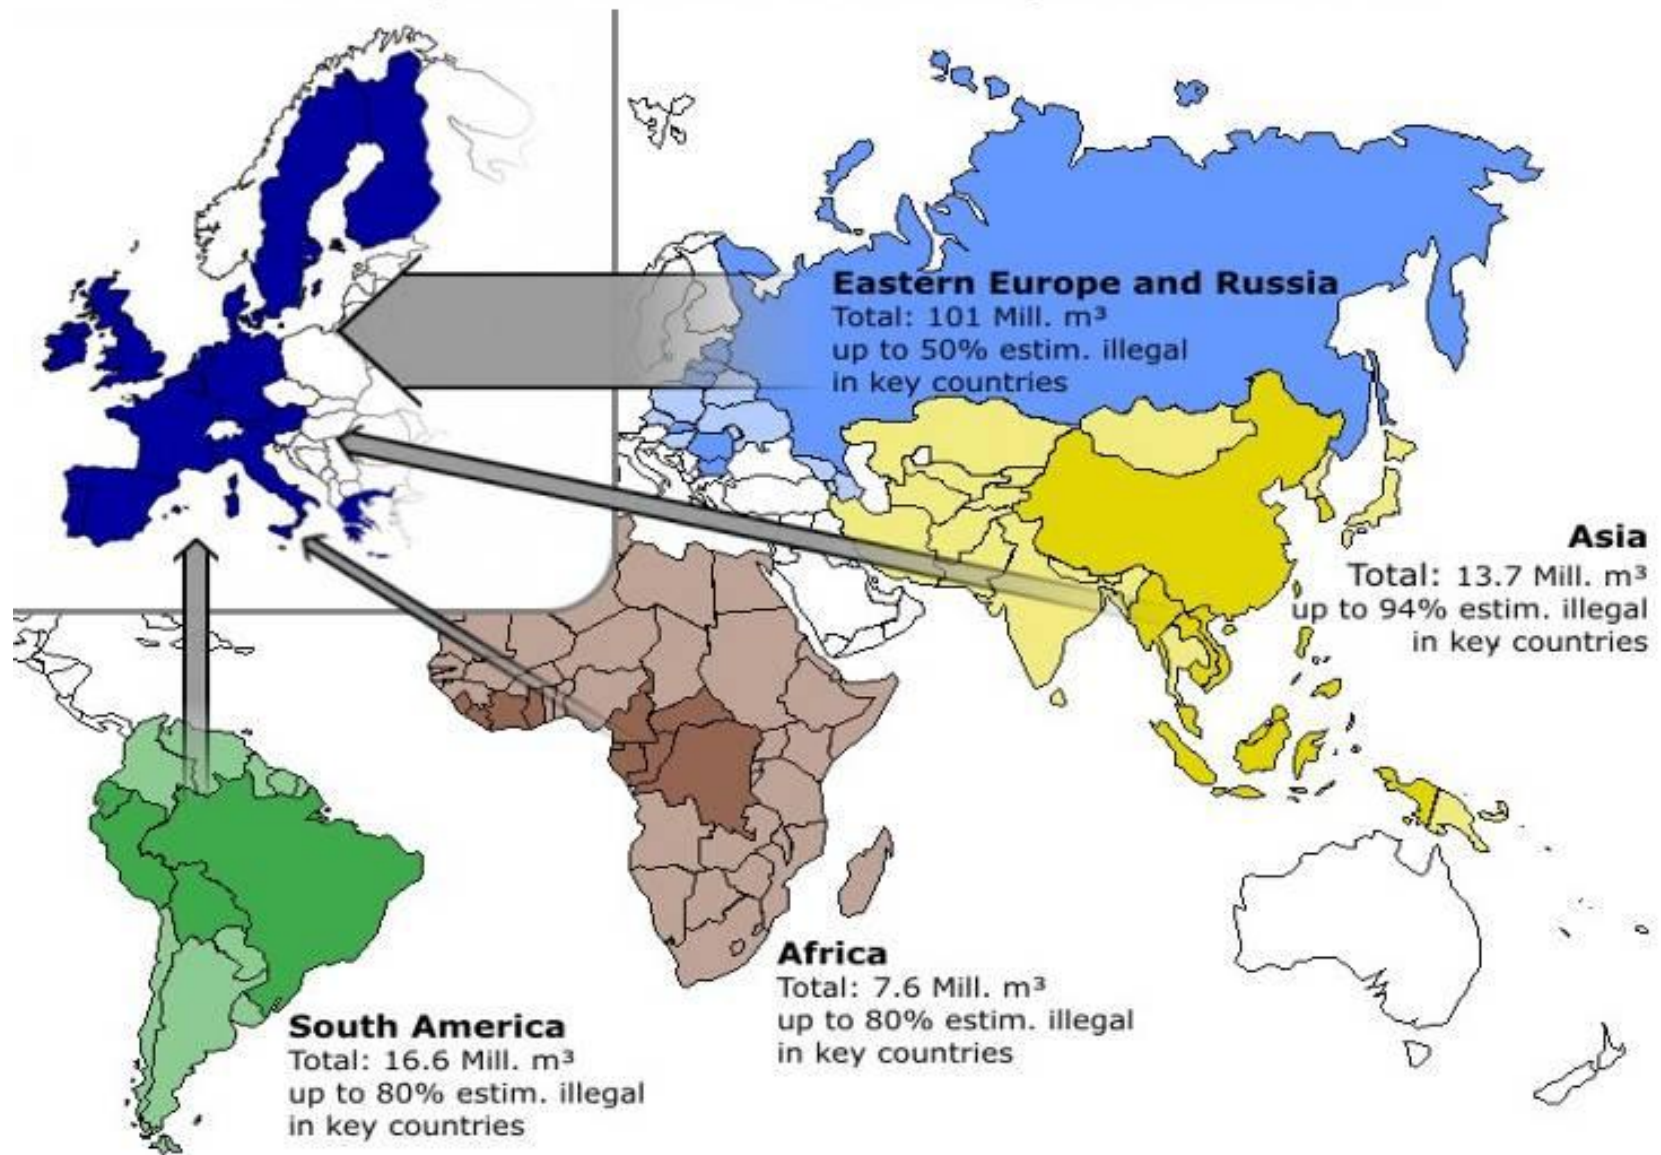 Eastern Europe and Russia
Total: 101 Mill. m³
up to 50% estim. illegal
in key countries
Asia
Total: 13.7 Mill. m³
up to 94% estim. illegal
in key countries
Africa
Total: 7.6 Mill. m³
up to 80% estim. illegal
in key countries
South America
Total: 16.6 Mill. m³
up to 80% estim. illegal
in key countries